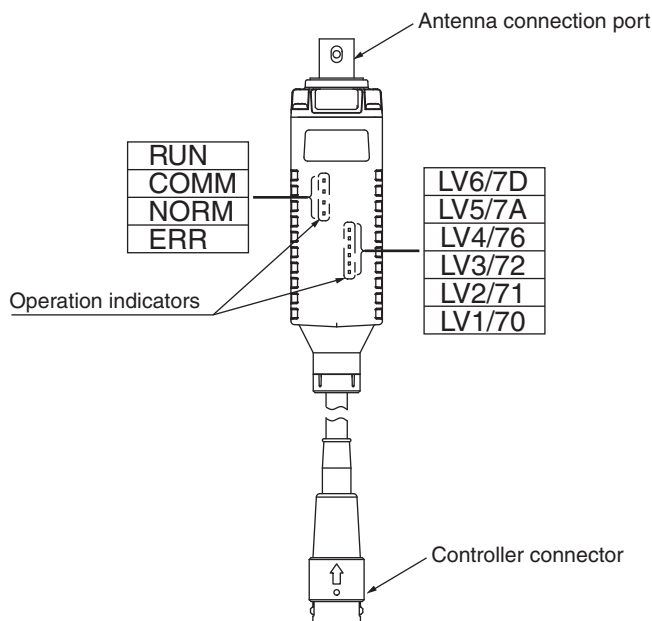 Antenna connection port
RUN
COMM
NORM
ERR
LV6/7D
LV5/7A
LV4/76
LV3/72
LV2/71
LV1/70
Operation indicators
Controller connector